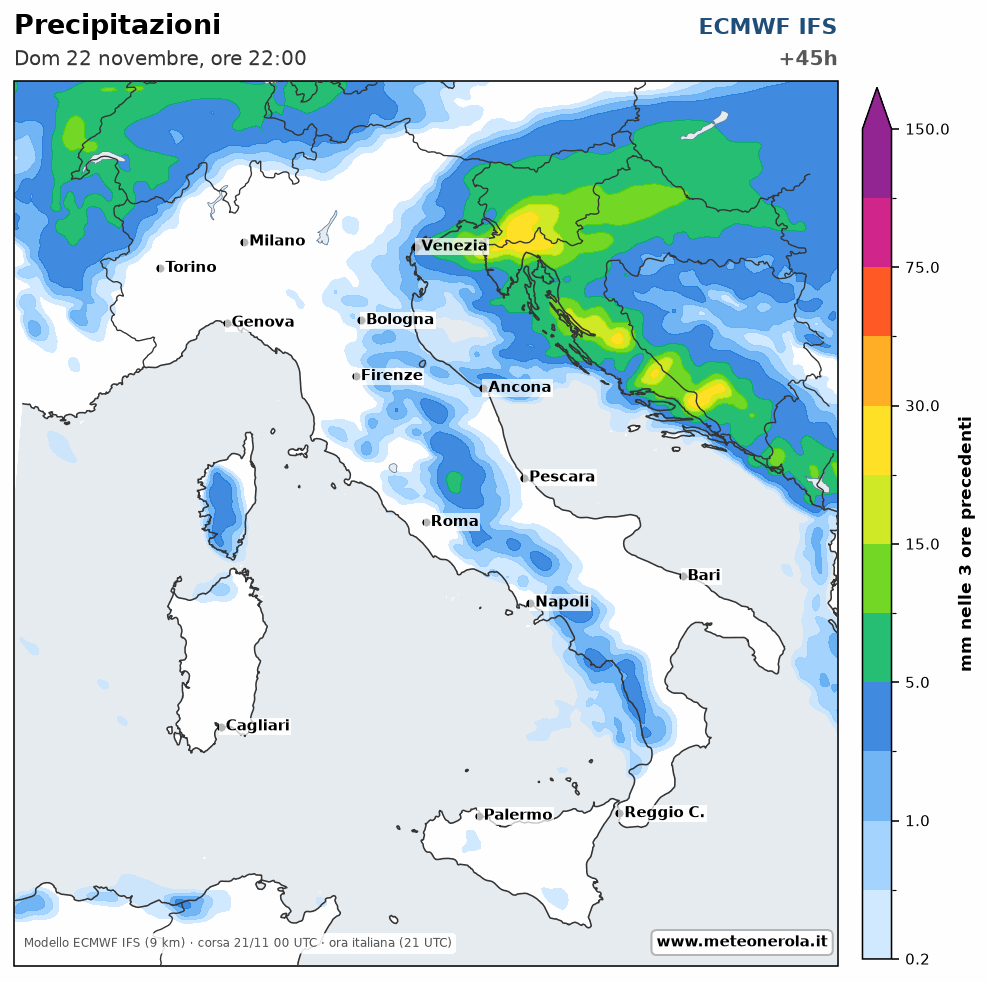 Precipitazioni
ECMWF IFS
Dom 22 novembre, ore 22:00
+45h
150.0
75.0
30.0
15.0
5.0
1.0
0.2
mm nelle 3 ore precedenti
Milano
Venezia
Torino
Genova
Bologna
Firenze
Ancona
Pescara
Roma
Bari
Napoli
Cagliari
Palermo
Reggio C.
Modello ECMWF IFS (9 km) · corsa 21/11 00 UTC · ora italiana (21 UTC)
www.meteonerola.it